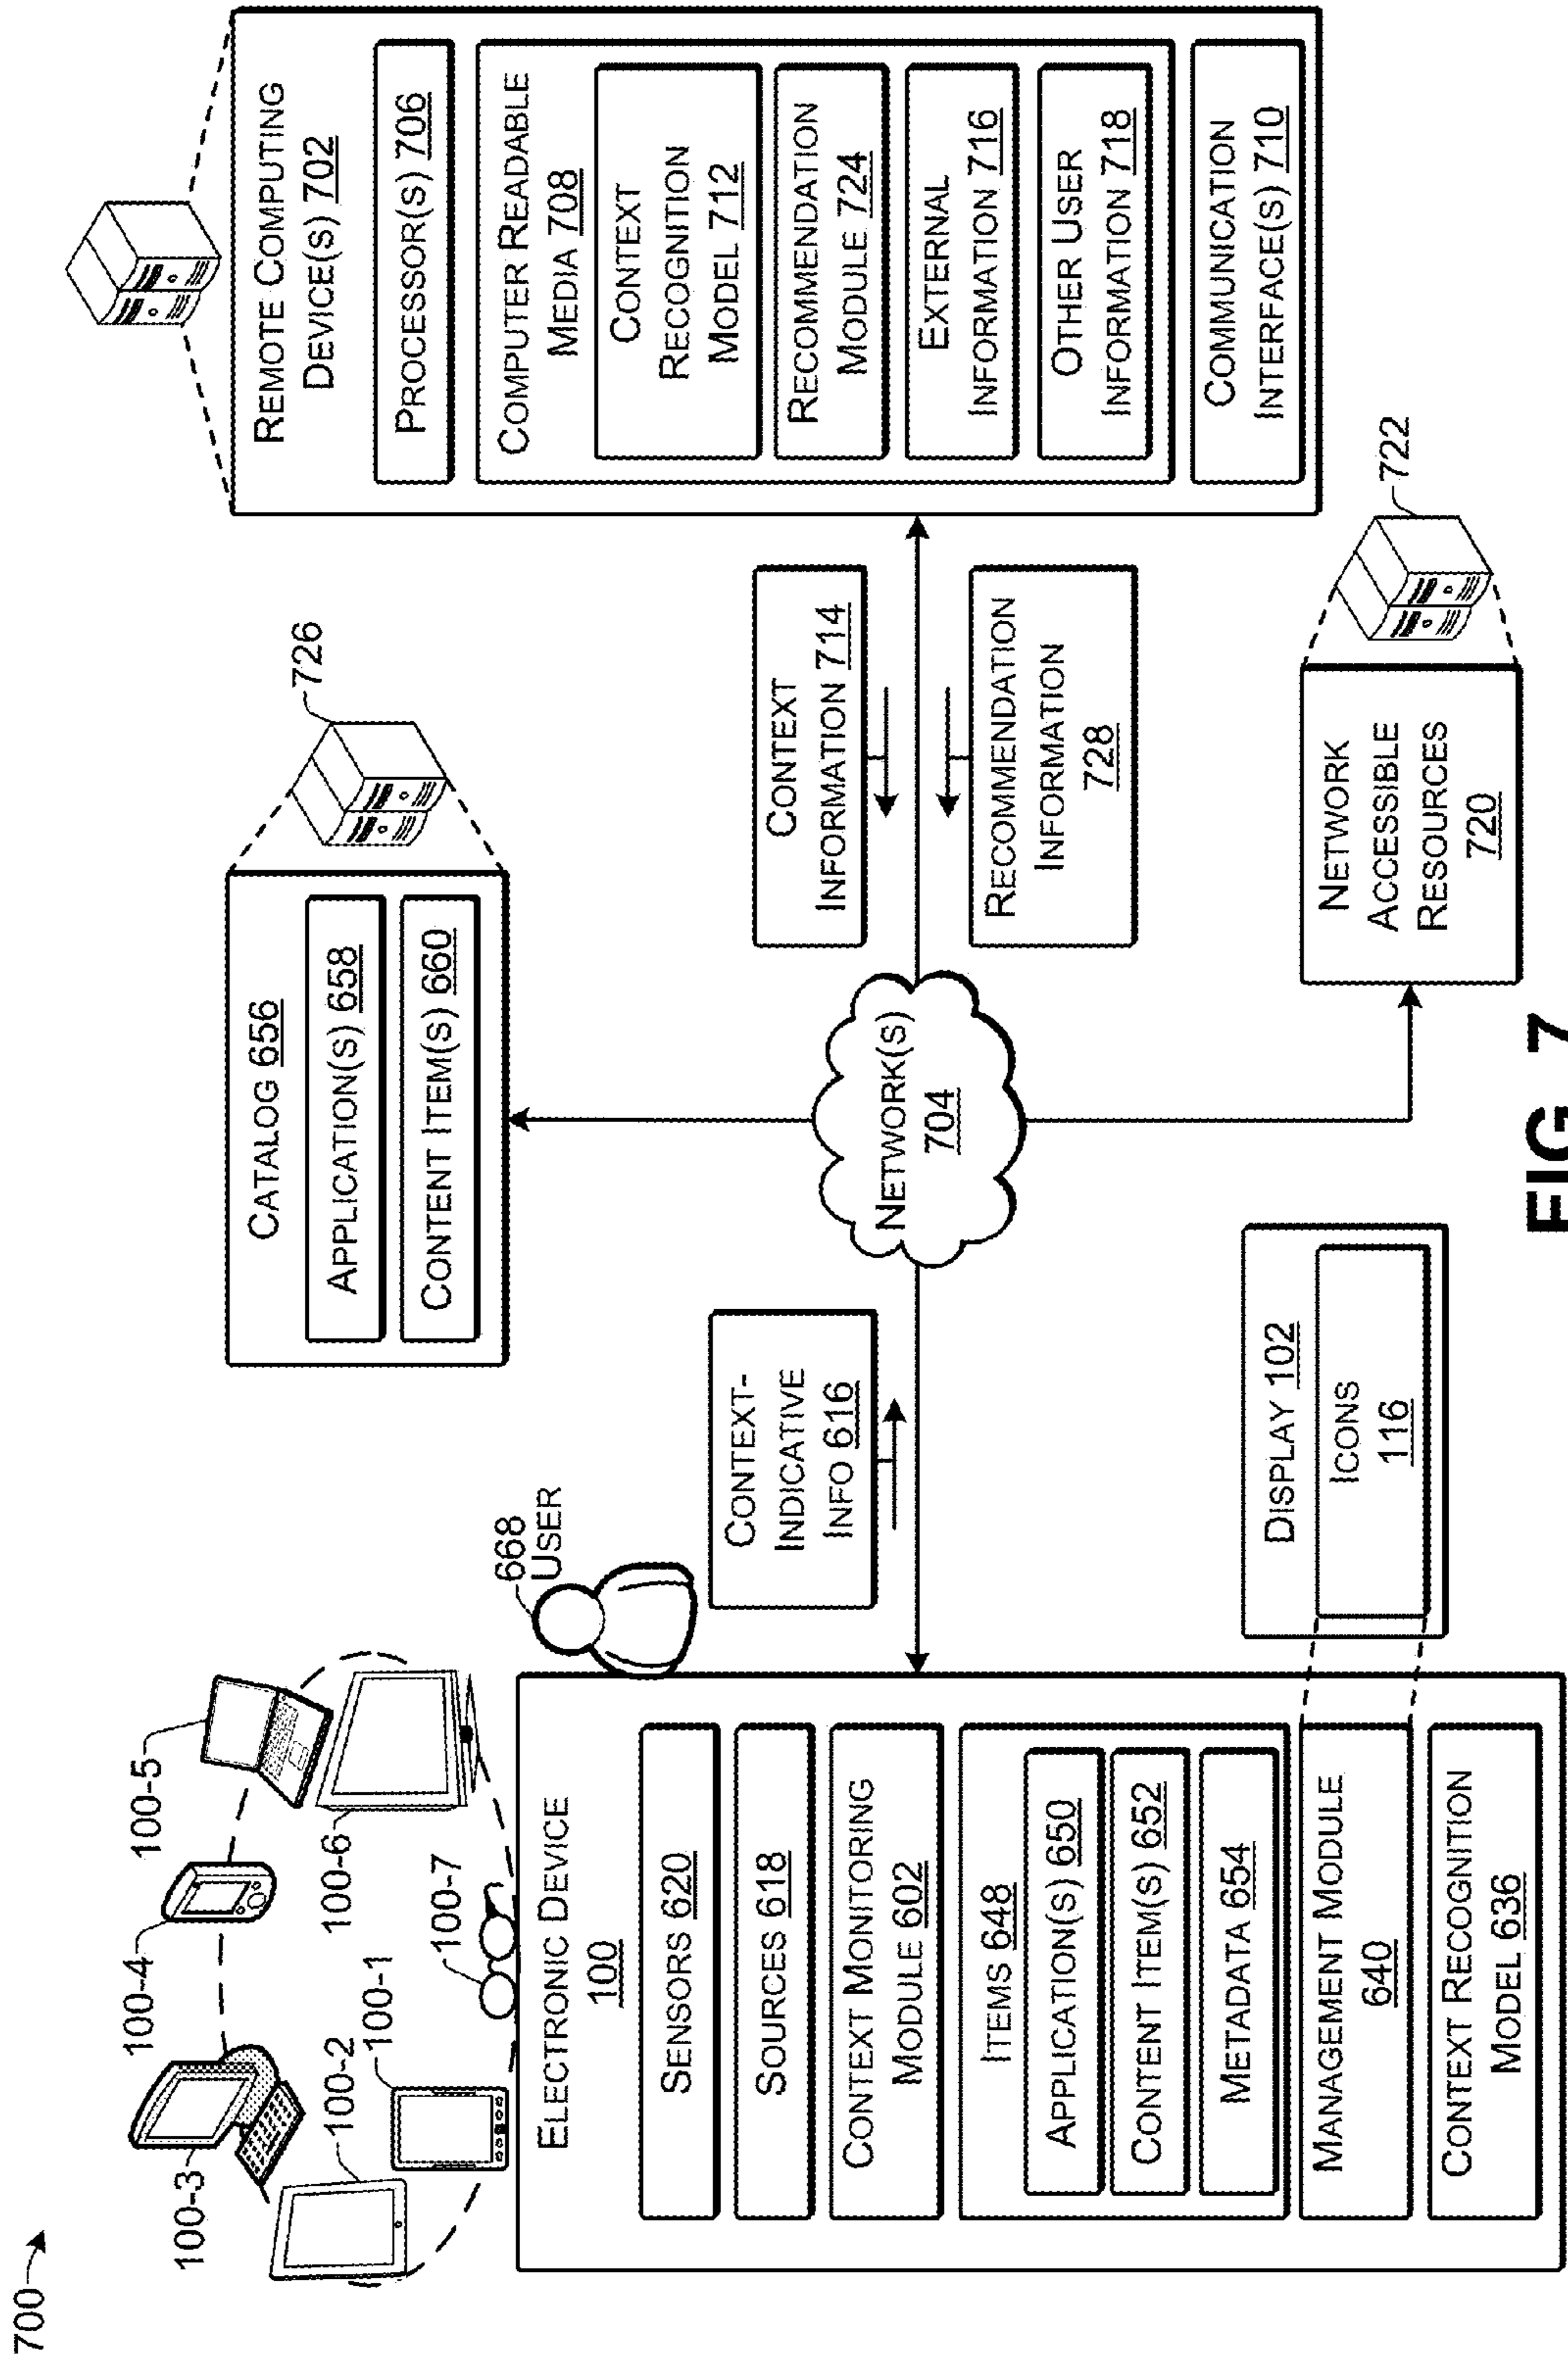 700
100-3
100-4
100-5
100-2
100-6
100-1
100-7
668
USER
ELECTRONIC DEVICE
100
SENSORS 620
SOURCES 618
CONTEXT MONITORING
MODULE 602
ITEMS 648
APPLICATION(S) 650
CONTENT ITEM(S) 652
METADATA 654
MANAGEMENT MODULE
640
CONTEXT RECOGNITION
MODEL 636
CONTEXT-
INDICATIVE
INFO 616
DISPLAY 102
ICONS
116
726
CATALOG 656
APPLICATION(S) 658
CONTENT ITEM(S) 660
NETWORK(S)
704
CONTEXT
INFORMATION 714
RECOMMENDATION
INFORMATION
728
722
NETWORK
ACCESSIBLE
RESOURCES
720
REMOTE COMPUTING
DEVICE(S) 702
PROCESSOR(S) 706
COMPUTER READABLE
MEDIA 708
CONTEXT
RECOGNITION
MODEL 712
RECOMMENDATION
MODULE 724
EXTERNAL
INFORMATION 716
OTHER USER
INFORMATION 718
COMMUNICATION
INTERFACE(S) 710
FIG 7